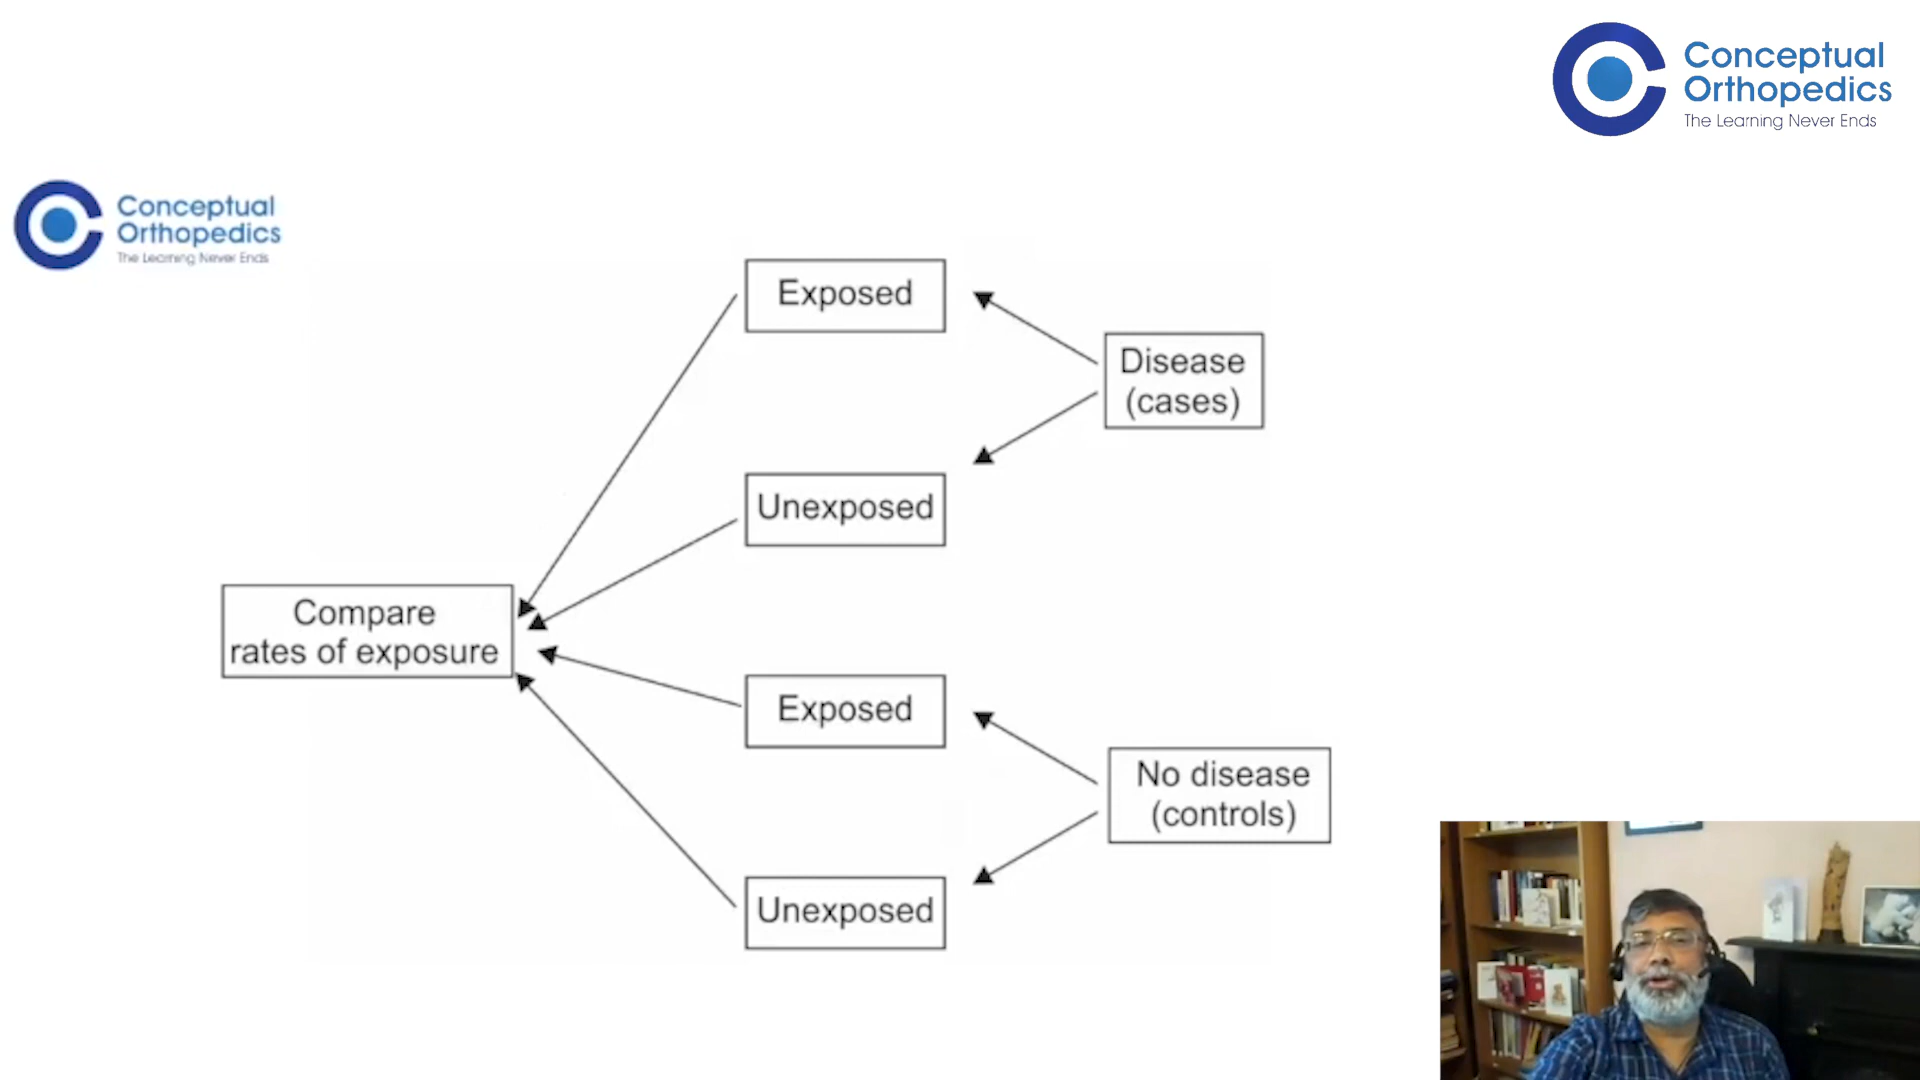 Conceptual
Orthopedics
The Learning Never Ends
Conceptual
Orthopedics
The Learning Never Ends
Exposed
Disease
(cases)
Unexposed
Compare
rates of exposure
Exposed
No disease
(controls)
Unexposed